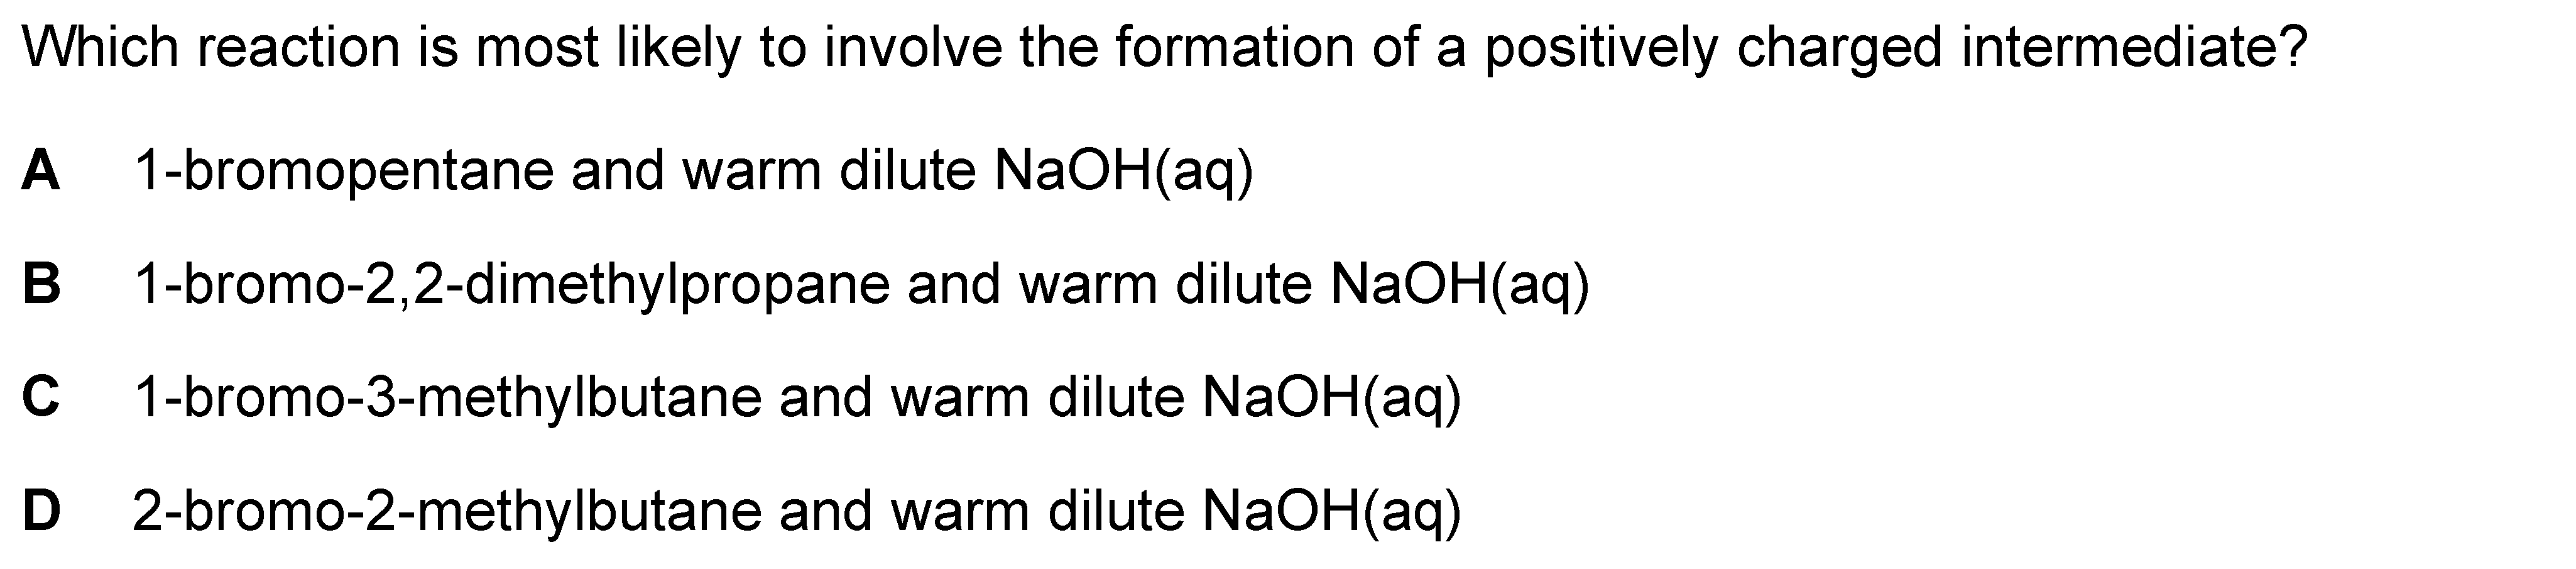 Which reaction is most likely to involve the formation of a positively charged intermediate?
A 1-bromopentane and warm dilute NaOH(aq)
B 1-bromo-2,2-dimethylpropane and warm dilute NaOH(aq)
C 1-bromo-3-methylbutane and warm dilute NaOH(aq)
D 2-bromo-2-methylbutane and warm dilute NaOH(aq)